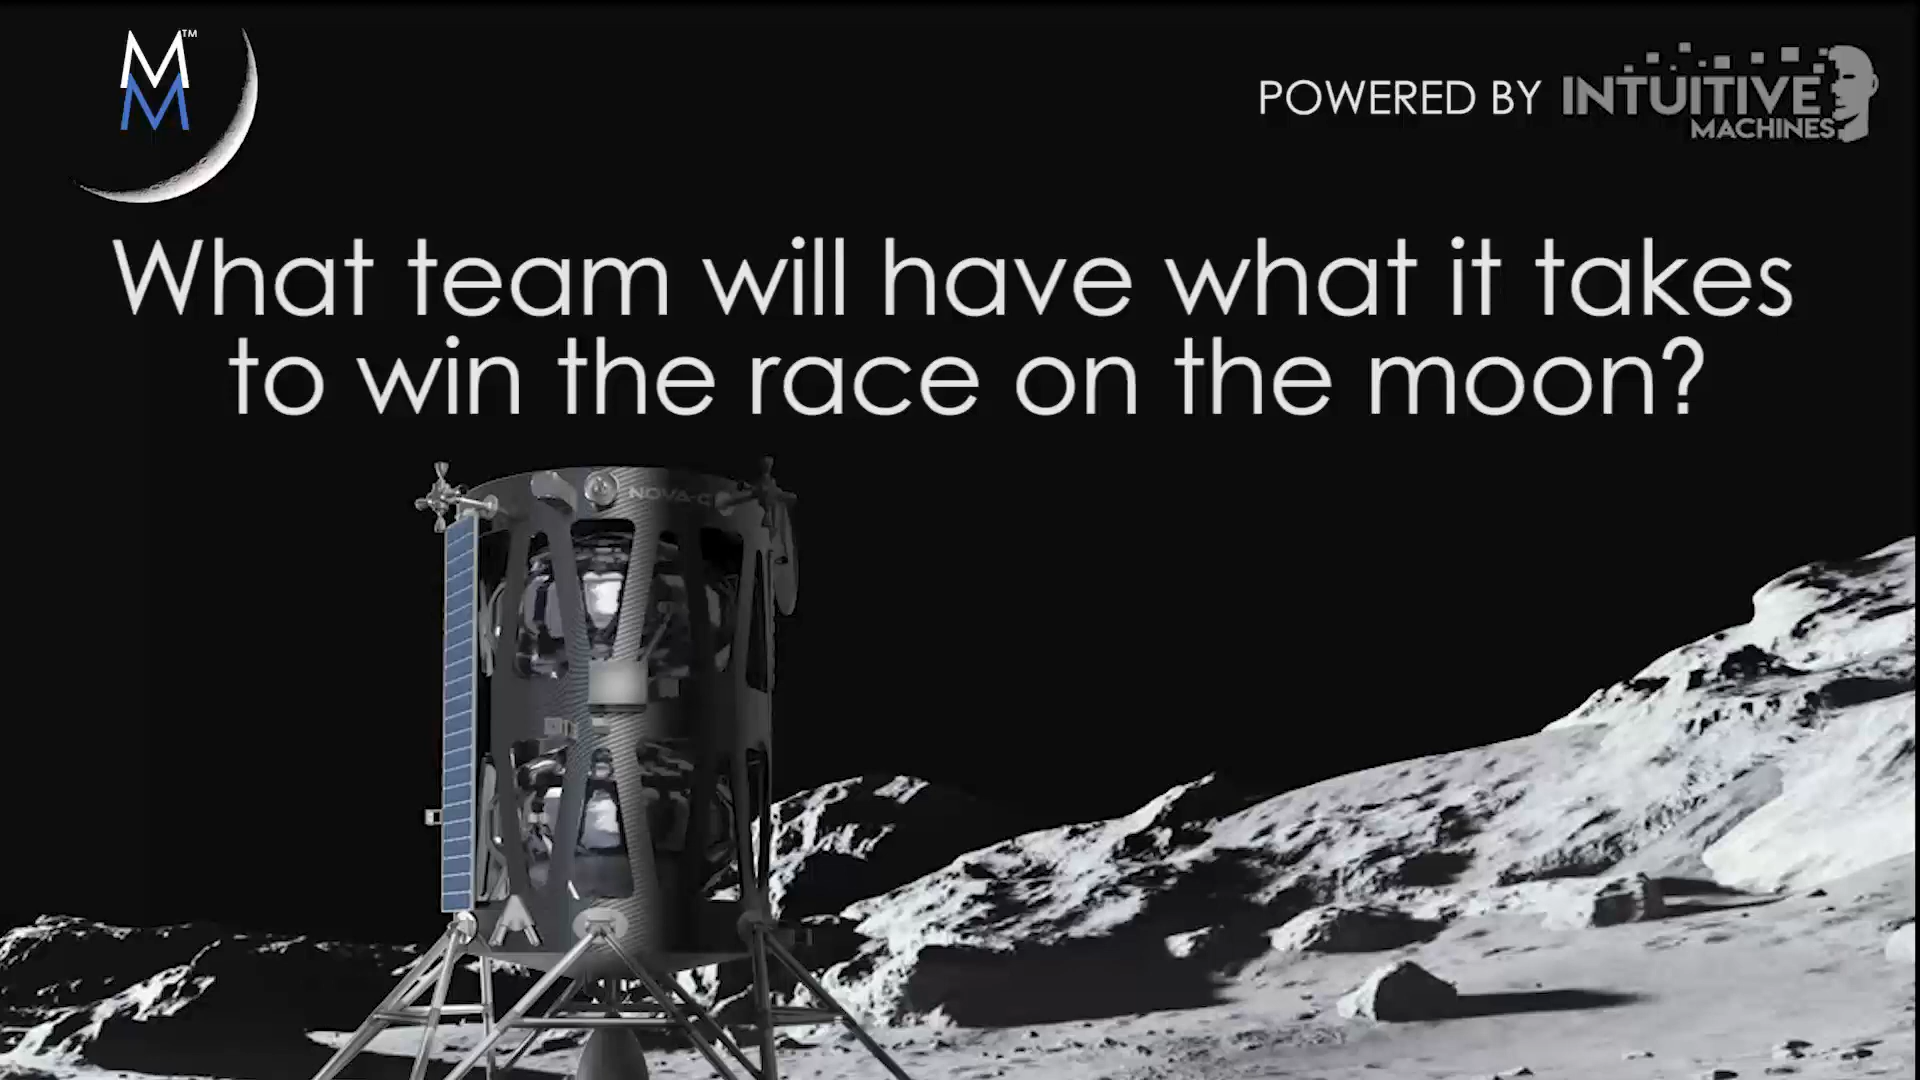 MM™
POWERED BY INTUITIVE MACHINES
What team will have what it takes
to win the race on the moon?
NOVA-C